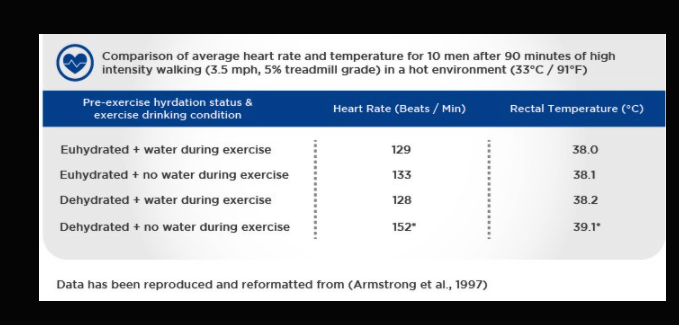 Comparison of average heart rate and temperature for 10 men after 90 minutes of high
intensity walking (3.5 mph, 5% treadmill grade) in a hot environment (33°C / 91°F)
Pre-exercise hyrdation status &
exercise drinking condition
Heart Rate (Beats / Min)
Rectal Temperature (°C)
Euhydrated + water during exercise 129 38.0
Euhydrated + no water during exercise 133 38.1
Dehydrated + water during exercise 128 38.2
Dehydrated + no water during exercise 152* 39.1*
Data has been reproduced and reformatted from (Armstrong et al., 1997)